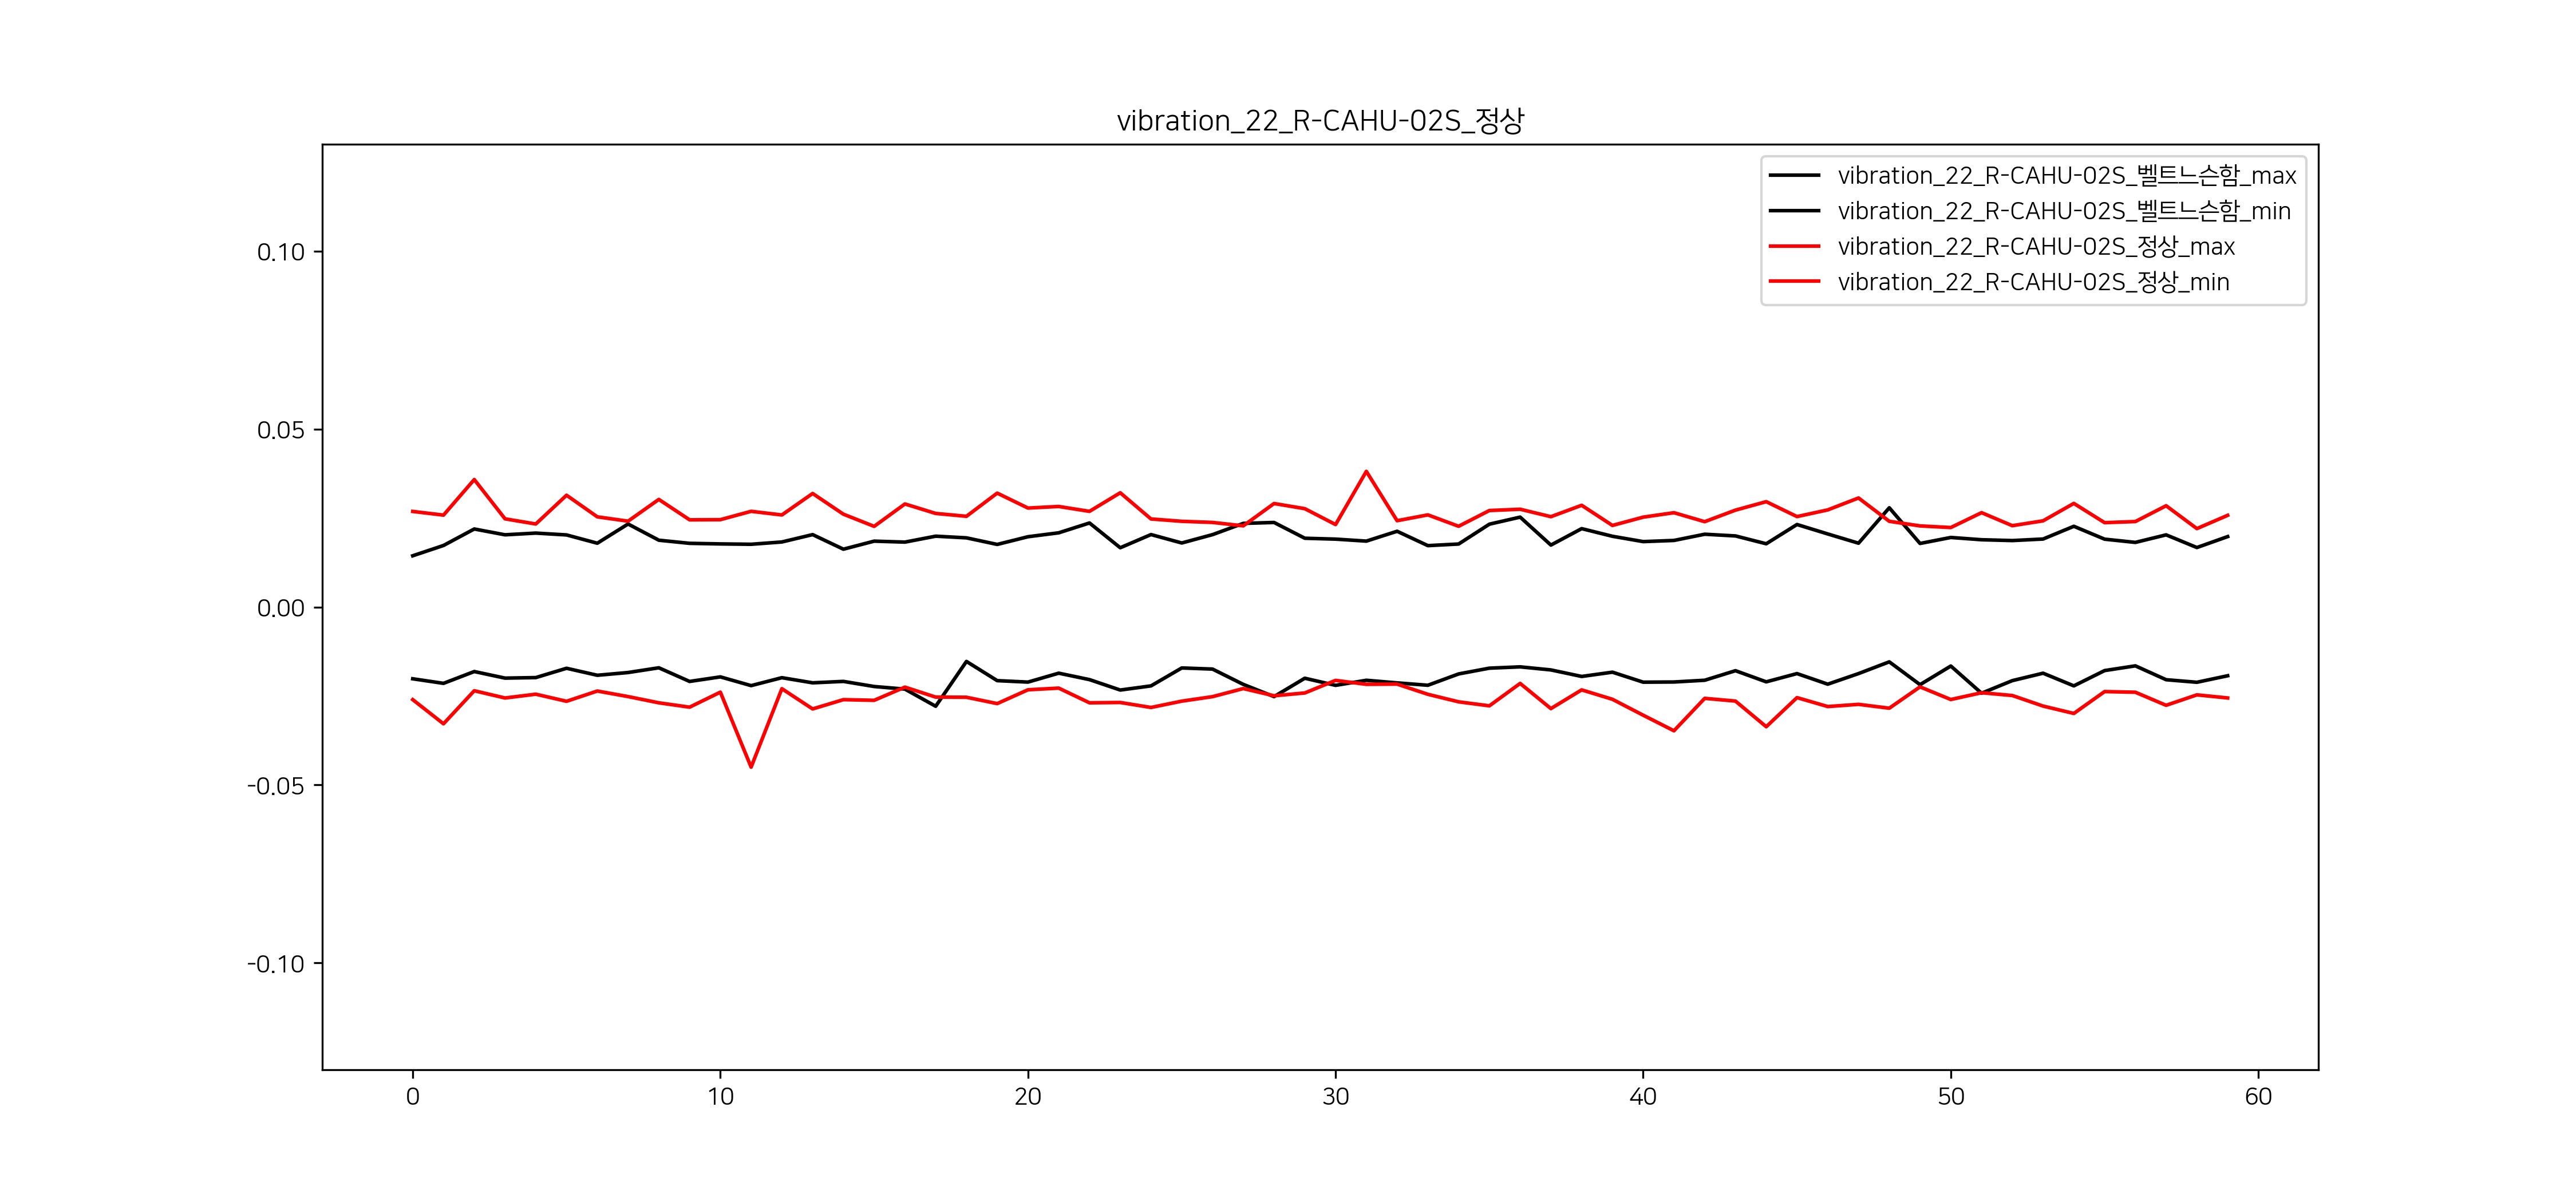 vibration_22_R-CAHU-02S_정상
vibration_22_R-CAHU-02S_벨트느슨함_max
vibration_22_R-CAHU-02S_벨트느슨함_min
vibration_22_R-CAHU-02S_정상_max
vibration_22_R-CAHU-02S_정상_min
0.10
0.05
0.00
-0.05
-0.10
0 10 20 30 40 50 60